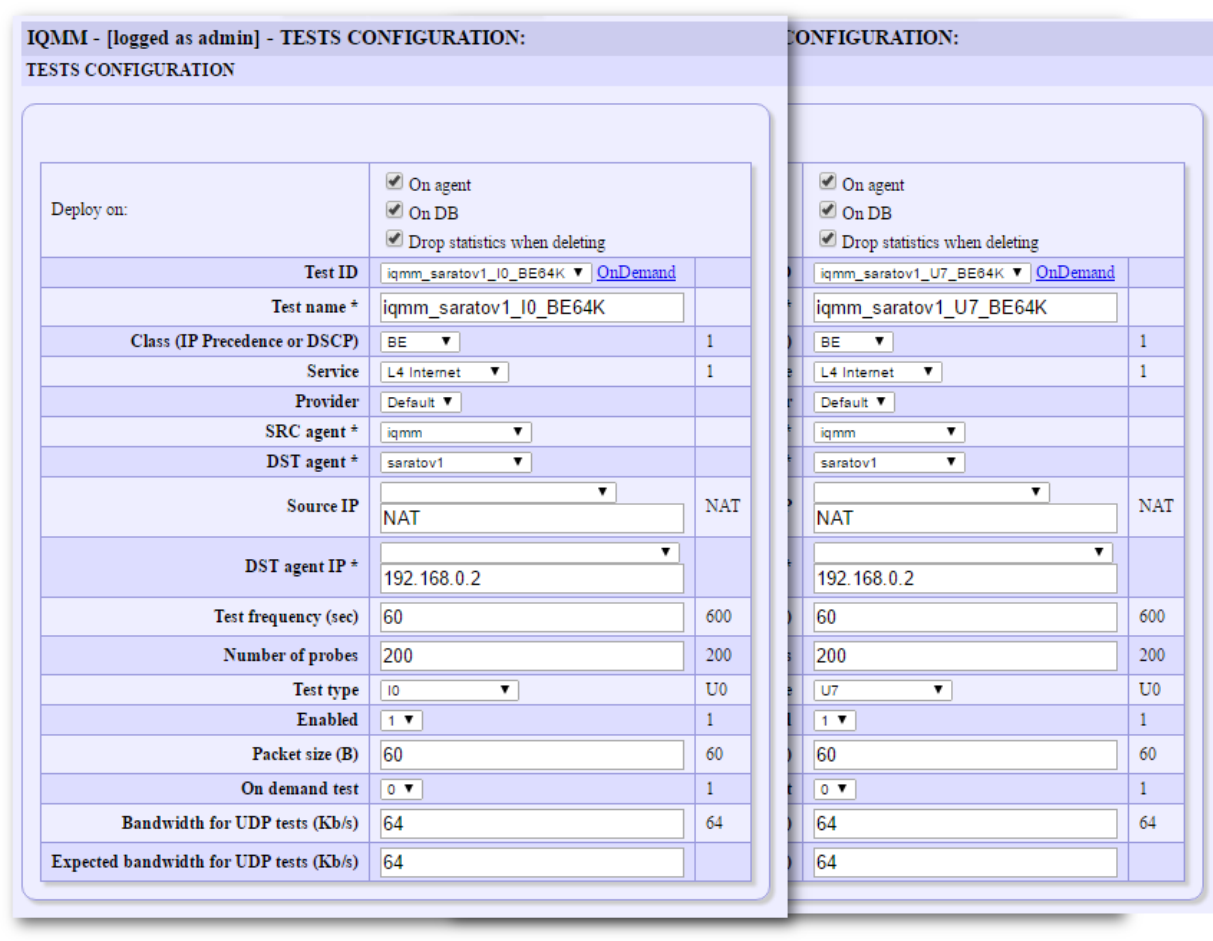 IQMM - [logged as admin] - TESTS CONFIGURATION:
TESTS CONFIGURATION
Deploy on:
On agent
On DB
Drop statistics when deleting
Test ID iqmm_saratov1_I0_BE64K ▼ OnDemand
Test name * iqmm_saratov1_I0_BE64K
Class (IP Precedence or DSCP) BE ▼ 1
Service L4 Internet ▼ 1
Provider Default ▼
SRC agent * iqmm ▼
DST agent * saratov1 ▼
Source IP ▼
NAT NAT
DST agent IP * ▼
192.168.0.2
Test frequency (sec) 60 600
Number of probes 200 200
Test type I0 ▼ U0
Enabled 1 ▼ 1
Packet size (B) 60 60
On demand test 0 ▼ 1
Bandwidth for UDP tests (Kb/s) 64 64
Expected bandwidth for UDP tests (Kb/s) 64
CONFIGURATION:
On agent
On DB
Drop statistics when deleting
iqmm_saratov1_U7_BE64K ▼ OnDemand
* iqmm_saratov1_U7_BE64K
) BE ▼ 1
e L4 Internet ▼ 1
r Default ▼
* iqmm ▼
* saratov1 ▼
P ▼
NAT NAT
* ▼
192.168.0.2
) 60 600
s 200 200
e U7 ▼ U0
1 ▼ 1
) 60 60
t 0 ▼ 1
) 64 64
) 64